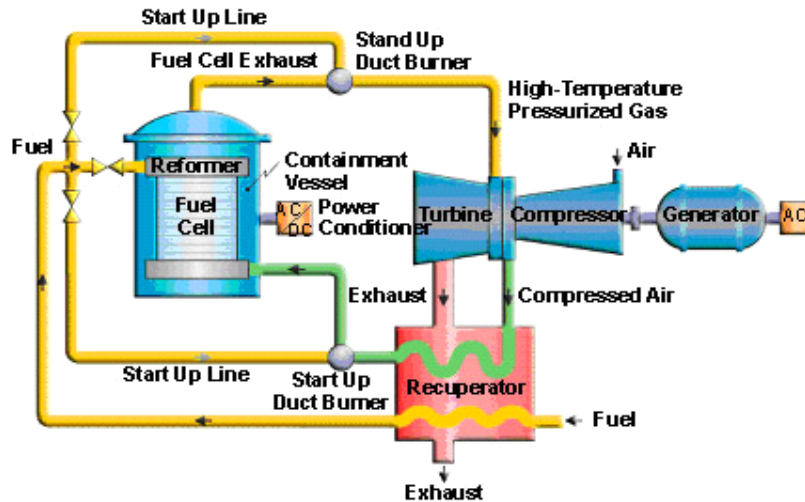 Start Up Line
Stand Up
Duct Burner
Fuel Cell Exhaust
High-Temperature
Pressurized Gas
Fuel
Air
Reformer
Containment
Vessel
Fuel
Cell
AC
DC
Power
Conditioner
Turbine
Compressor
Generator
AC
Exhaust
Compressed Air
Start Up Line
Start Up
Duct Burner
Recuperator
Fuel
Exhaust